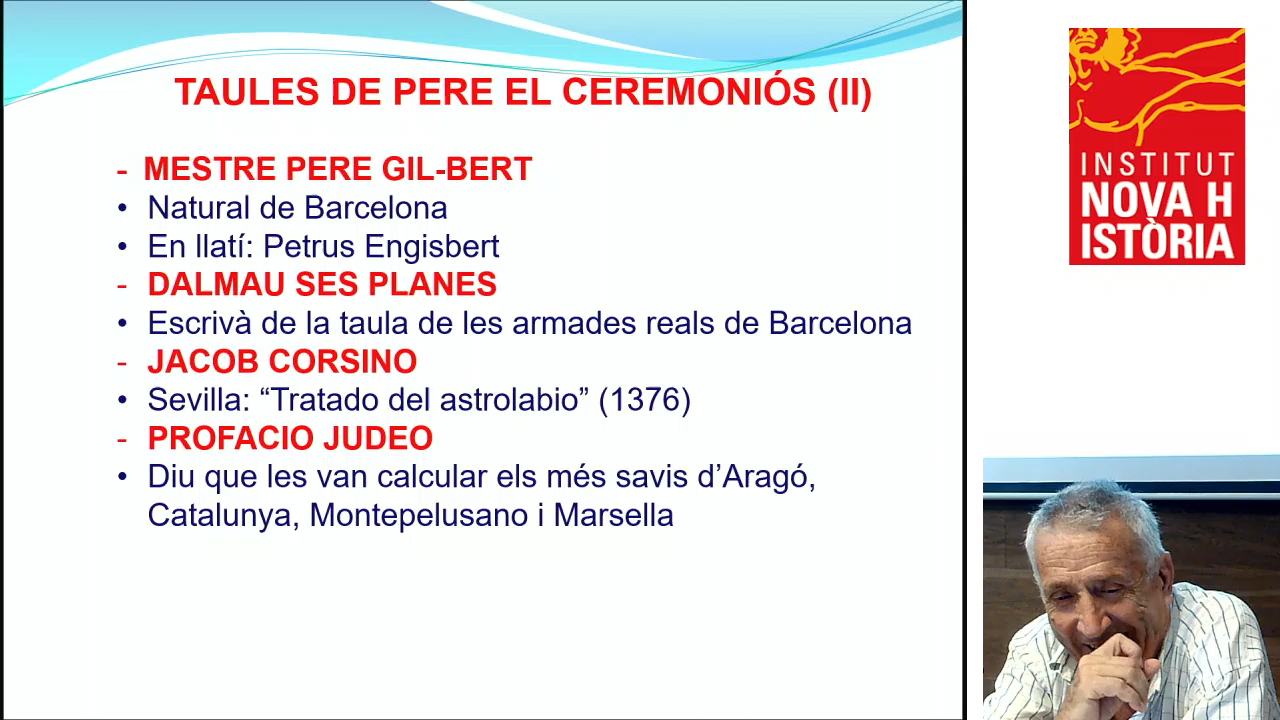 TAULES DE PERE EL CEREMONIÓS (II)
- MESTRE PERE GIL-BERT
• Natural de Barcelona
• En llatí: Petrus Engisbert
- DALMAU SES PLANES
• Escrivà de la taula de les armades reals de Barcelona
- JACOB CORSINO
• Sevilla: “Tratado del astrolabio” (1376)
- PROFACIO JUDEO
• Diu que les van calcular els més savis d’Aragó,
Catalunya, Montepelusano i Marsella
INSTITUT
NOVA H
ISTÒRIA